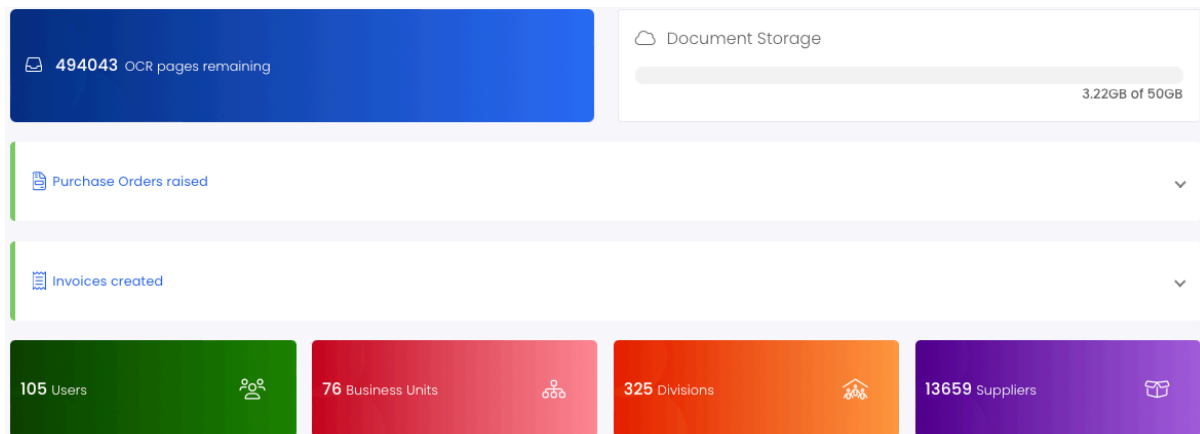 494043 OCR pages remaining
Document Storage
3.22GB of 50GB
Purchase Orders raised
Invoices created
105 Users
76 Business Units
325 Divisions
13659 Suppliers